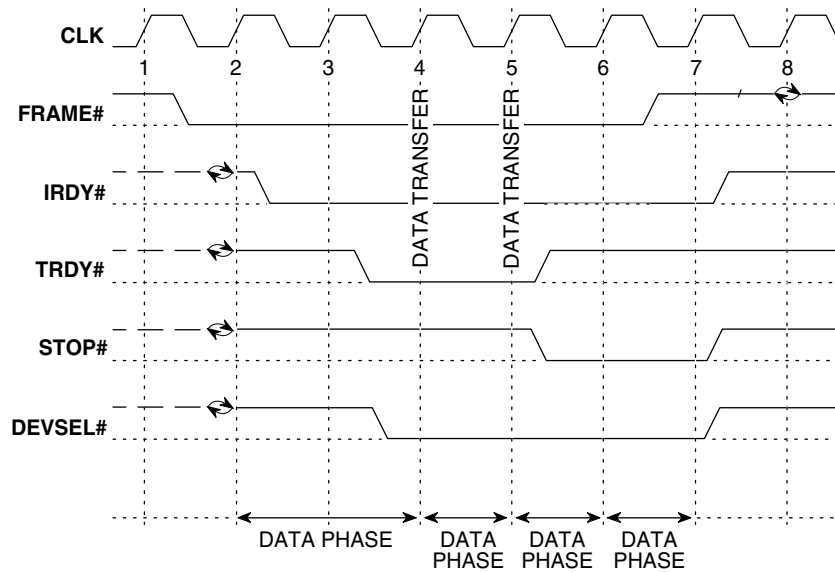 CLK
1 2 3 4 5 6 7 8
FRAME#
DATA TRANSFER
DATA TRANSFER
IRDY#
TRDY#
STOP#
DEVSEL#
DATA PHASE
DATA
PHASE
DATA
PHASE
DATA
PHASE